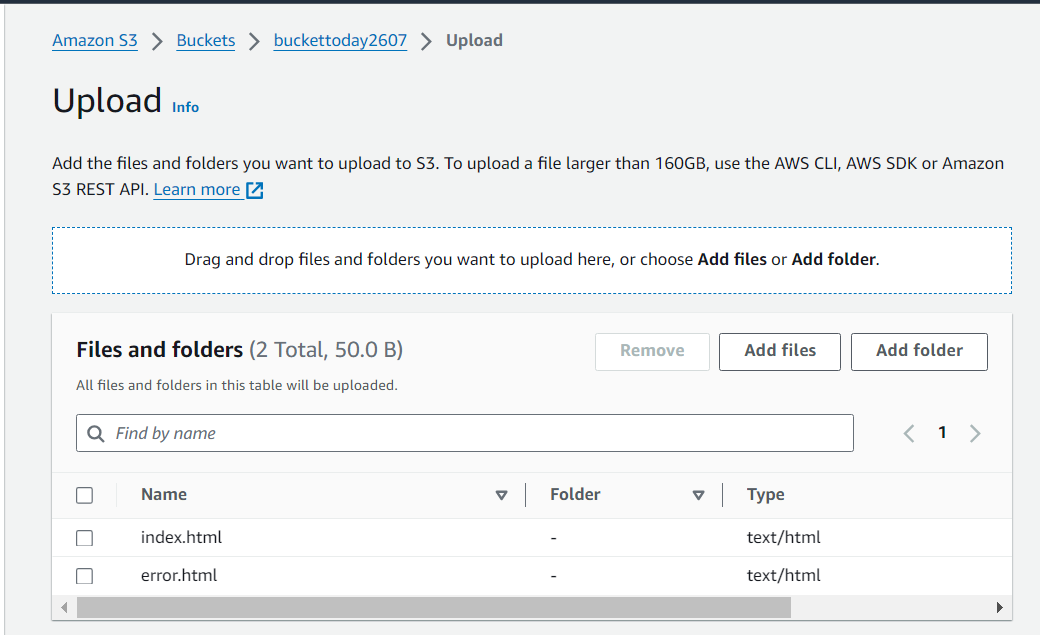 Amazon S3 > Buckets > buckettoday2607 > Upload
Upload Info
Add the files and folders you want to upload to S3. To upload a file larger than 160GB, use the AWS CLI, AWS SDK or Amazon
S3 REST API. Learn more
Drag and drop files and folders you want to upload here, or choose Add files or Add folder.
Files and folders (2 Total, 50.0 B) Remove Add files Add folder
All files and folders in this table will be uploaded.
Find by name < 1 >
Name Folder Type
index.html - text/html
error.html - text/html